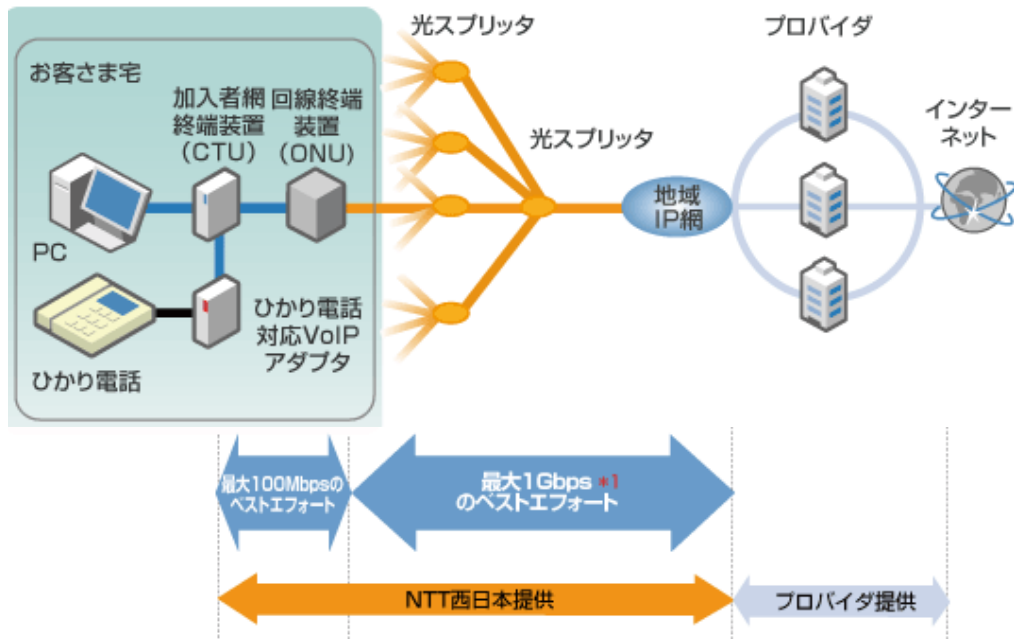 光スプリッタ
プロバイダ
お客さま宅
加入者網
終端装置
(CTU)
回線終端
装置
(ONU)
光スプリッタ
インター
ネット
地域
IP網
PC
ひかり電話
対応VoIP
アダプタ
ひかり電話
最大100Mbpsの
ベストエフォート
最大1Gbps *1
のベストエフォート
NTT西日本提供
プロバイダ提供